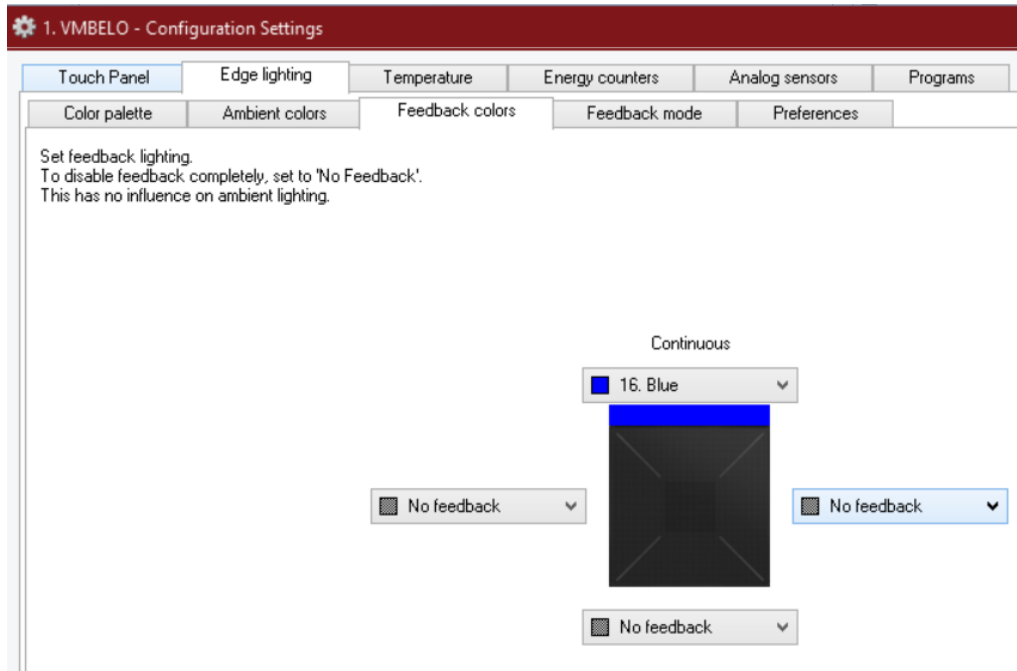 1. VMBELO - Configuration Settings
Touch Panel Edge lighting Temperature Energy counters Analog sensors Programs
Color palette Ambient colors Feedback colors Feedback mode Preferences
Set feedback lighting.
To disable feedback completely, set to 'No Feedback'.
This has no influence on ambient lighting.
Continuous
16. Blue
No feedback No feedback
No feedback